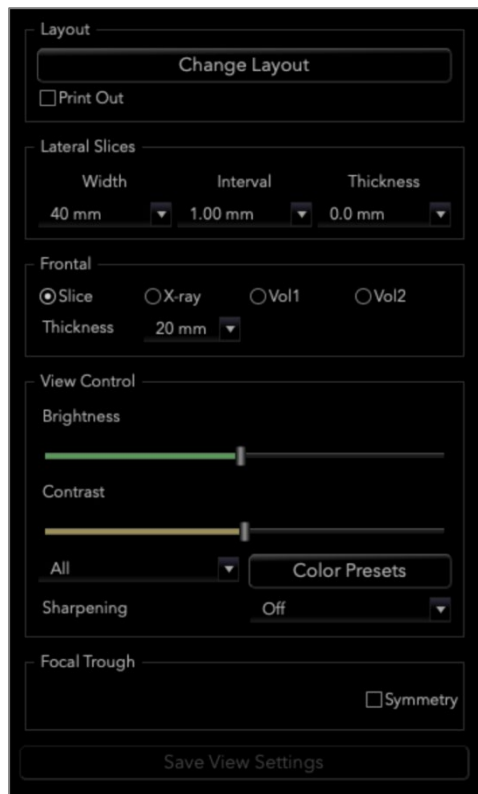 Layout
Change Layout
Print Out
Lateral Slices
Width Interval Thickness
40 mm 1.00 mm 0.0 mm
Frontal
Slice X-ray Vol1 Vol2
Thickness 20 mm
View Control
Brightness
Contrast
All Color Presets
Sharpening Off
Focal Trough
Symmetry
Save View Settings